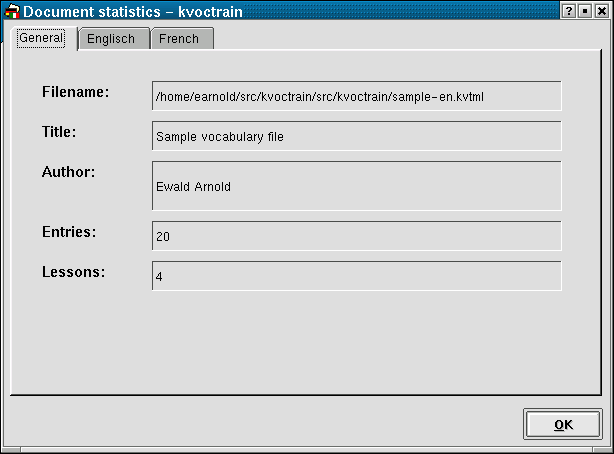 Document statistics – kvoctrain
General Englisch French
Filename: /home/earnold/src/kvoctrain/src/kvoctrain/sample-en.kvtml
Title: Sample vocabulary file
Author: Ewald Arnold
Entries: 20
Lessons: 4
OK